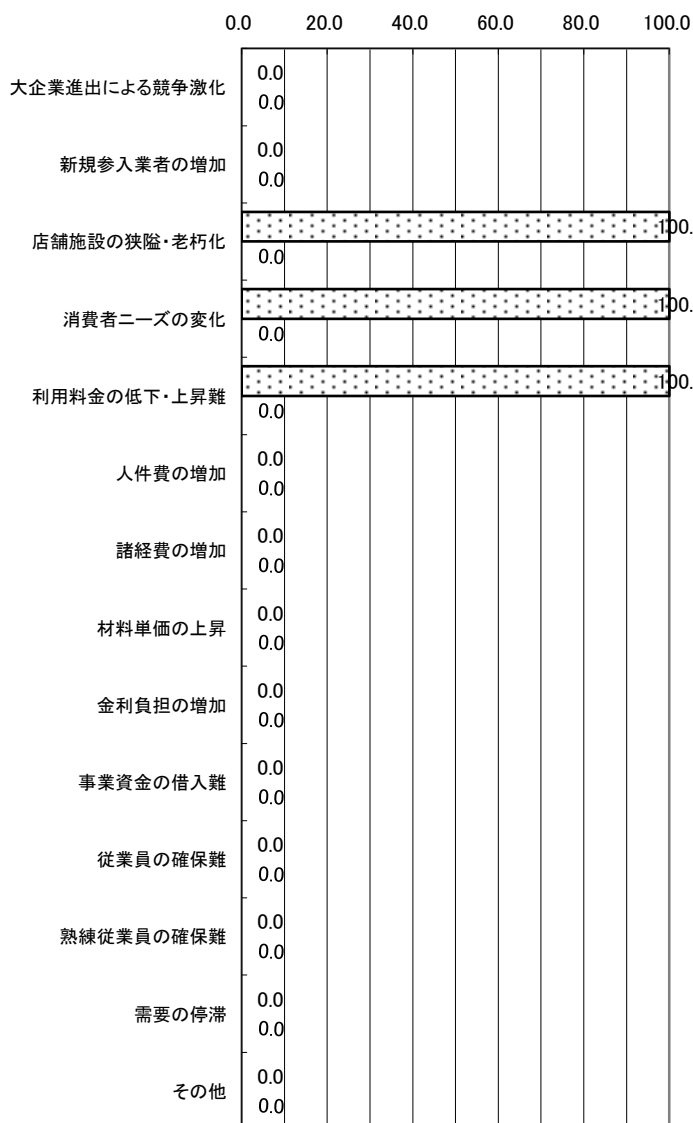 0.0 20.0 40.0 60.0 80.0 100.0
大企業進出による競争激化
0.0
0.0
新規参入業者の増加
0.0
0.0
店舗施設の狭隘・老朽化
100.
0.0
消費者ニーズの変化
100.
0.0
利用料金の低下・上昇難
100.
0.0
人件費の増加
0.0
0.0
諸経費の増加
0.0
0.0
材料単価の上昇
0.0
0.0
金利負担の増加
0.0
0.0
事業資金の借入難
0.0
0.0
従業員の確保難
0.0
0.0
熟練従業員の確保難
0.0
0.0
需要の停滞
0.0
0.0
その他
0.0
0.0